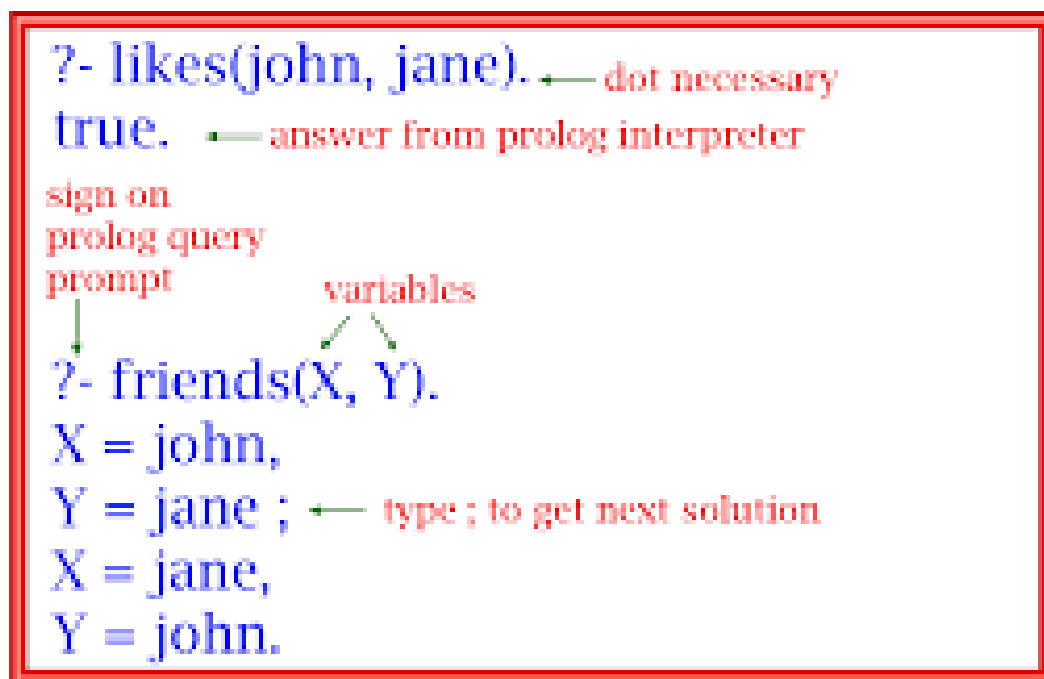 ?- likes(john, jane). dot necessary
true. answer from prolog interpreter
sign on
prolog query
prompt
variables
?- friends(X, Y).
X = john,
Y = jane ; type ; to get next solution
X = jane,
Y = john.